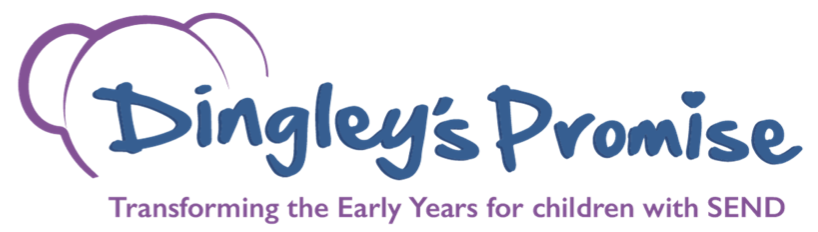 Dingley's Promise
Transforming the Early Years for children with SEND